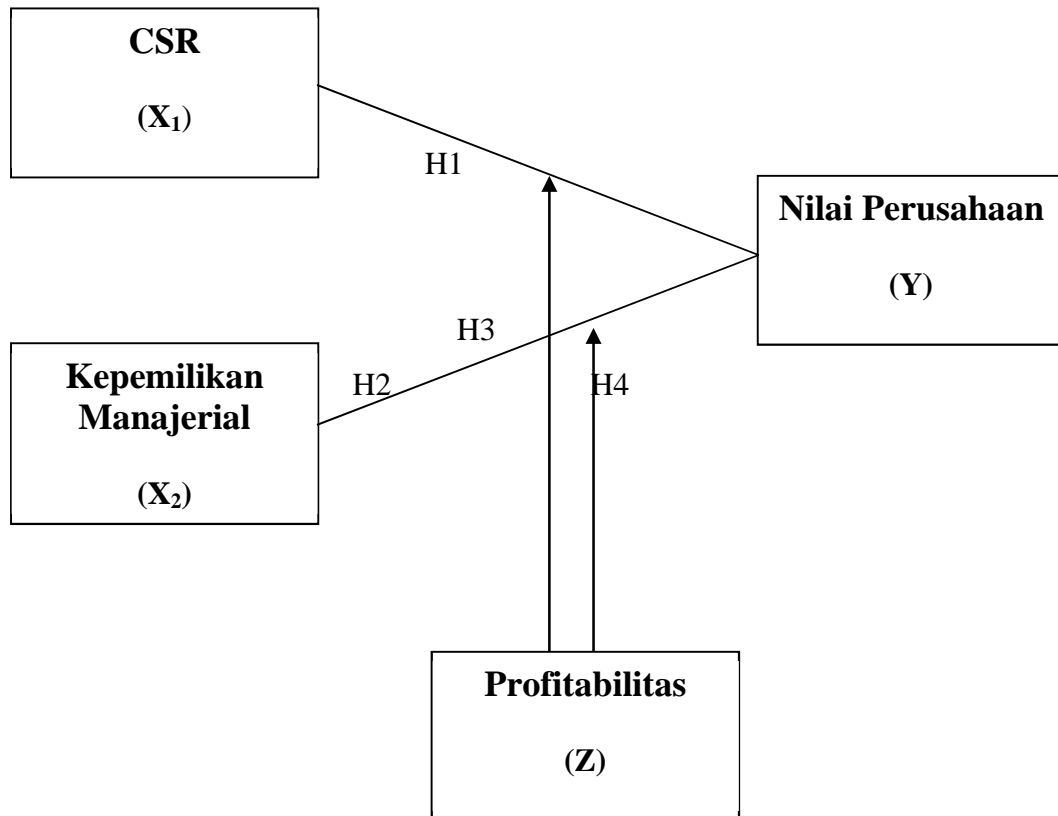 CSR
(X₁)
H1
Nilai Perusahaan
(Y)
H3
Kepemilikan
Manajerial
(X₂)
H2
H4
Profitabilitas
(Z)